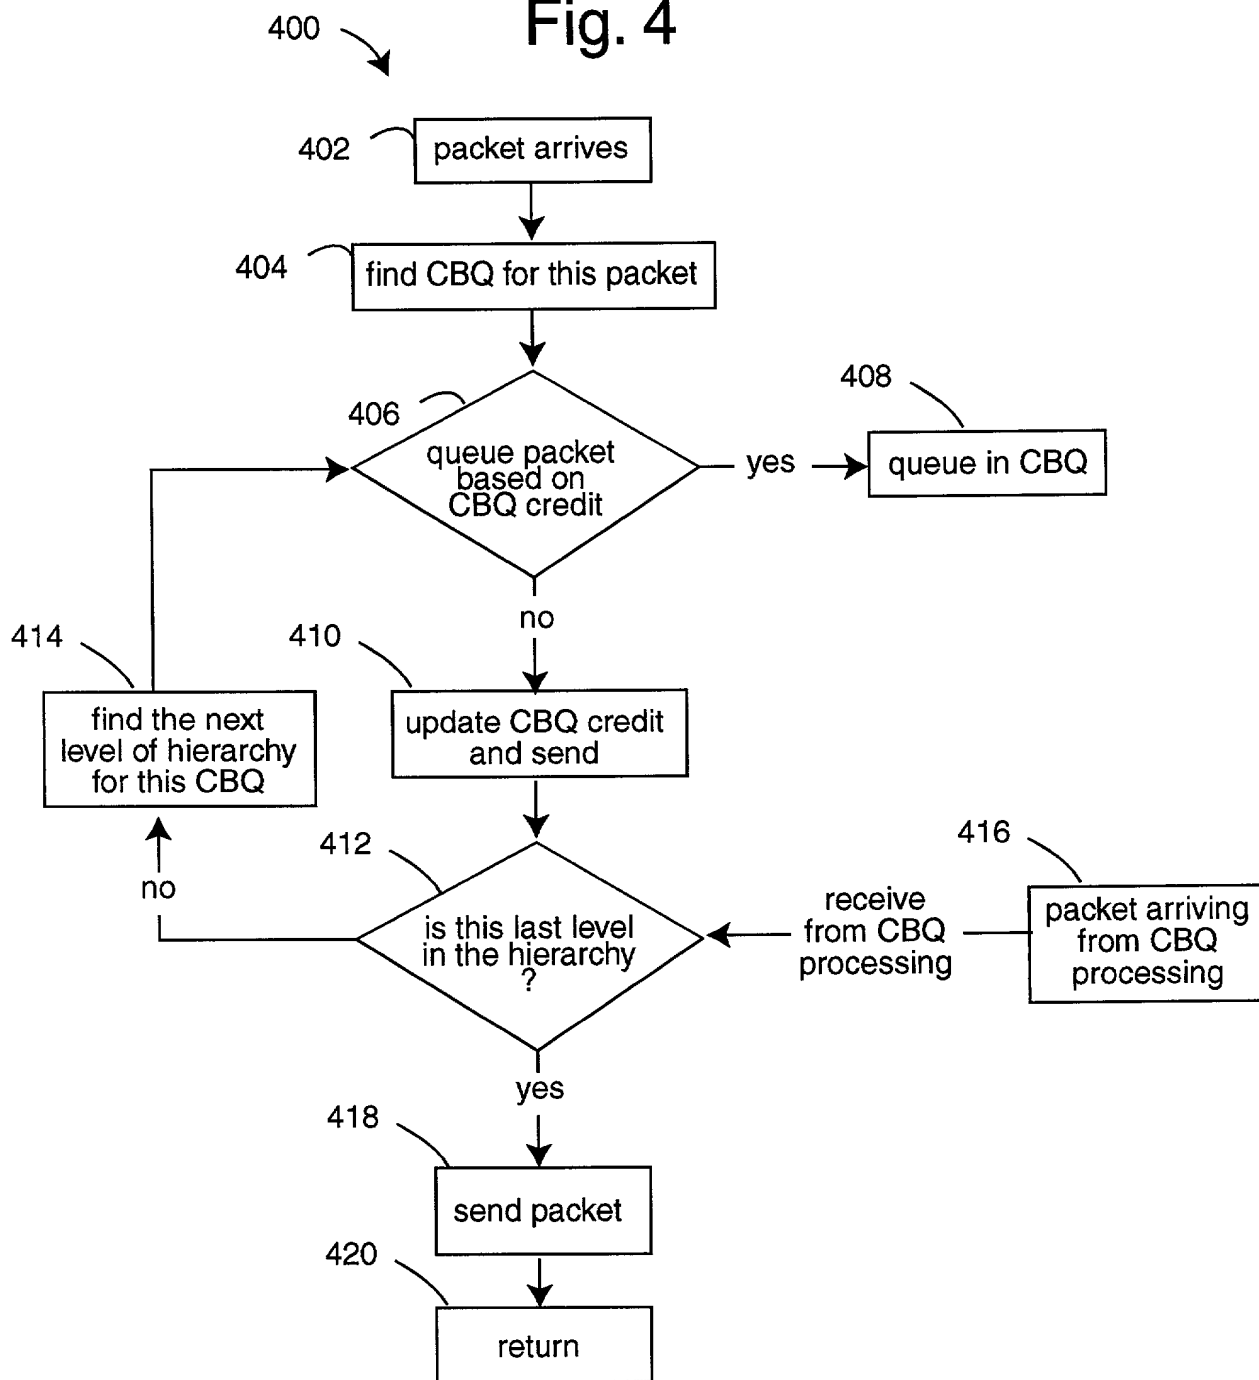 Fig. 4
400
402
packet arrives
404
find CBQ for this packet
406
queue packet
based on
CBQ credit
yes
408
queue in CBQ
no
414
find the next
level of hierarchy
for this CBQ
410
update CBQ credit
and send
412
is this last level
in the hierarchy
?
no
receive
from CBQ
processing
416
packet arriving
from CBQ
processing
yes
418
send packet
420
return